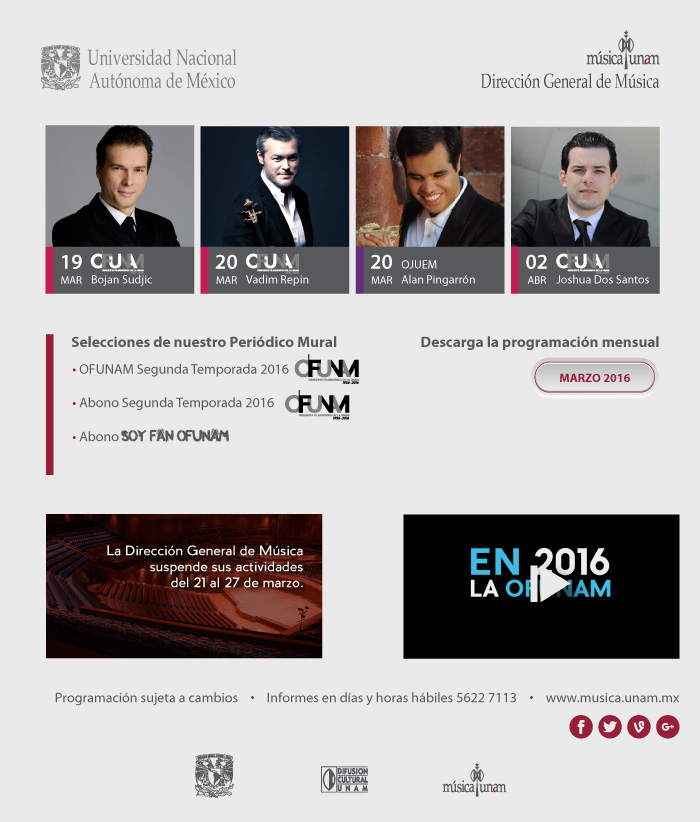 Universidad Nacional
Autónoma de México
música unam
Dirección General de Música
19 OFUNAM
MAR Bojan Sudjic
20 OFUNAM
MAR Vadim Repin
20 OJUEM
MAR Alan Pingarrón
02 OFUNAM
ABR Joshua Dos Santos
Selecciones de nuestro Periódico Mural
• OFUNAM Segunda Temporada 2016 OFUNAM
• Abono Segunda Temporada 2016 OFUNAM
• Abono SOY FAN OFUNAM
Descarga la programación mensual
MARZO 2016
La Dirección General de Música
suspende sus actividades
del 21 al 27 de marzo.
EN 2016
LA OFUNAM
Programación sujeta a cambios • Informes en días y horas hábiles 5622 7113 • www.musica.unam.mx
DIFUSION
CULTURAL
UNAM
música unam